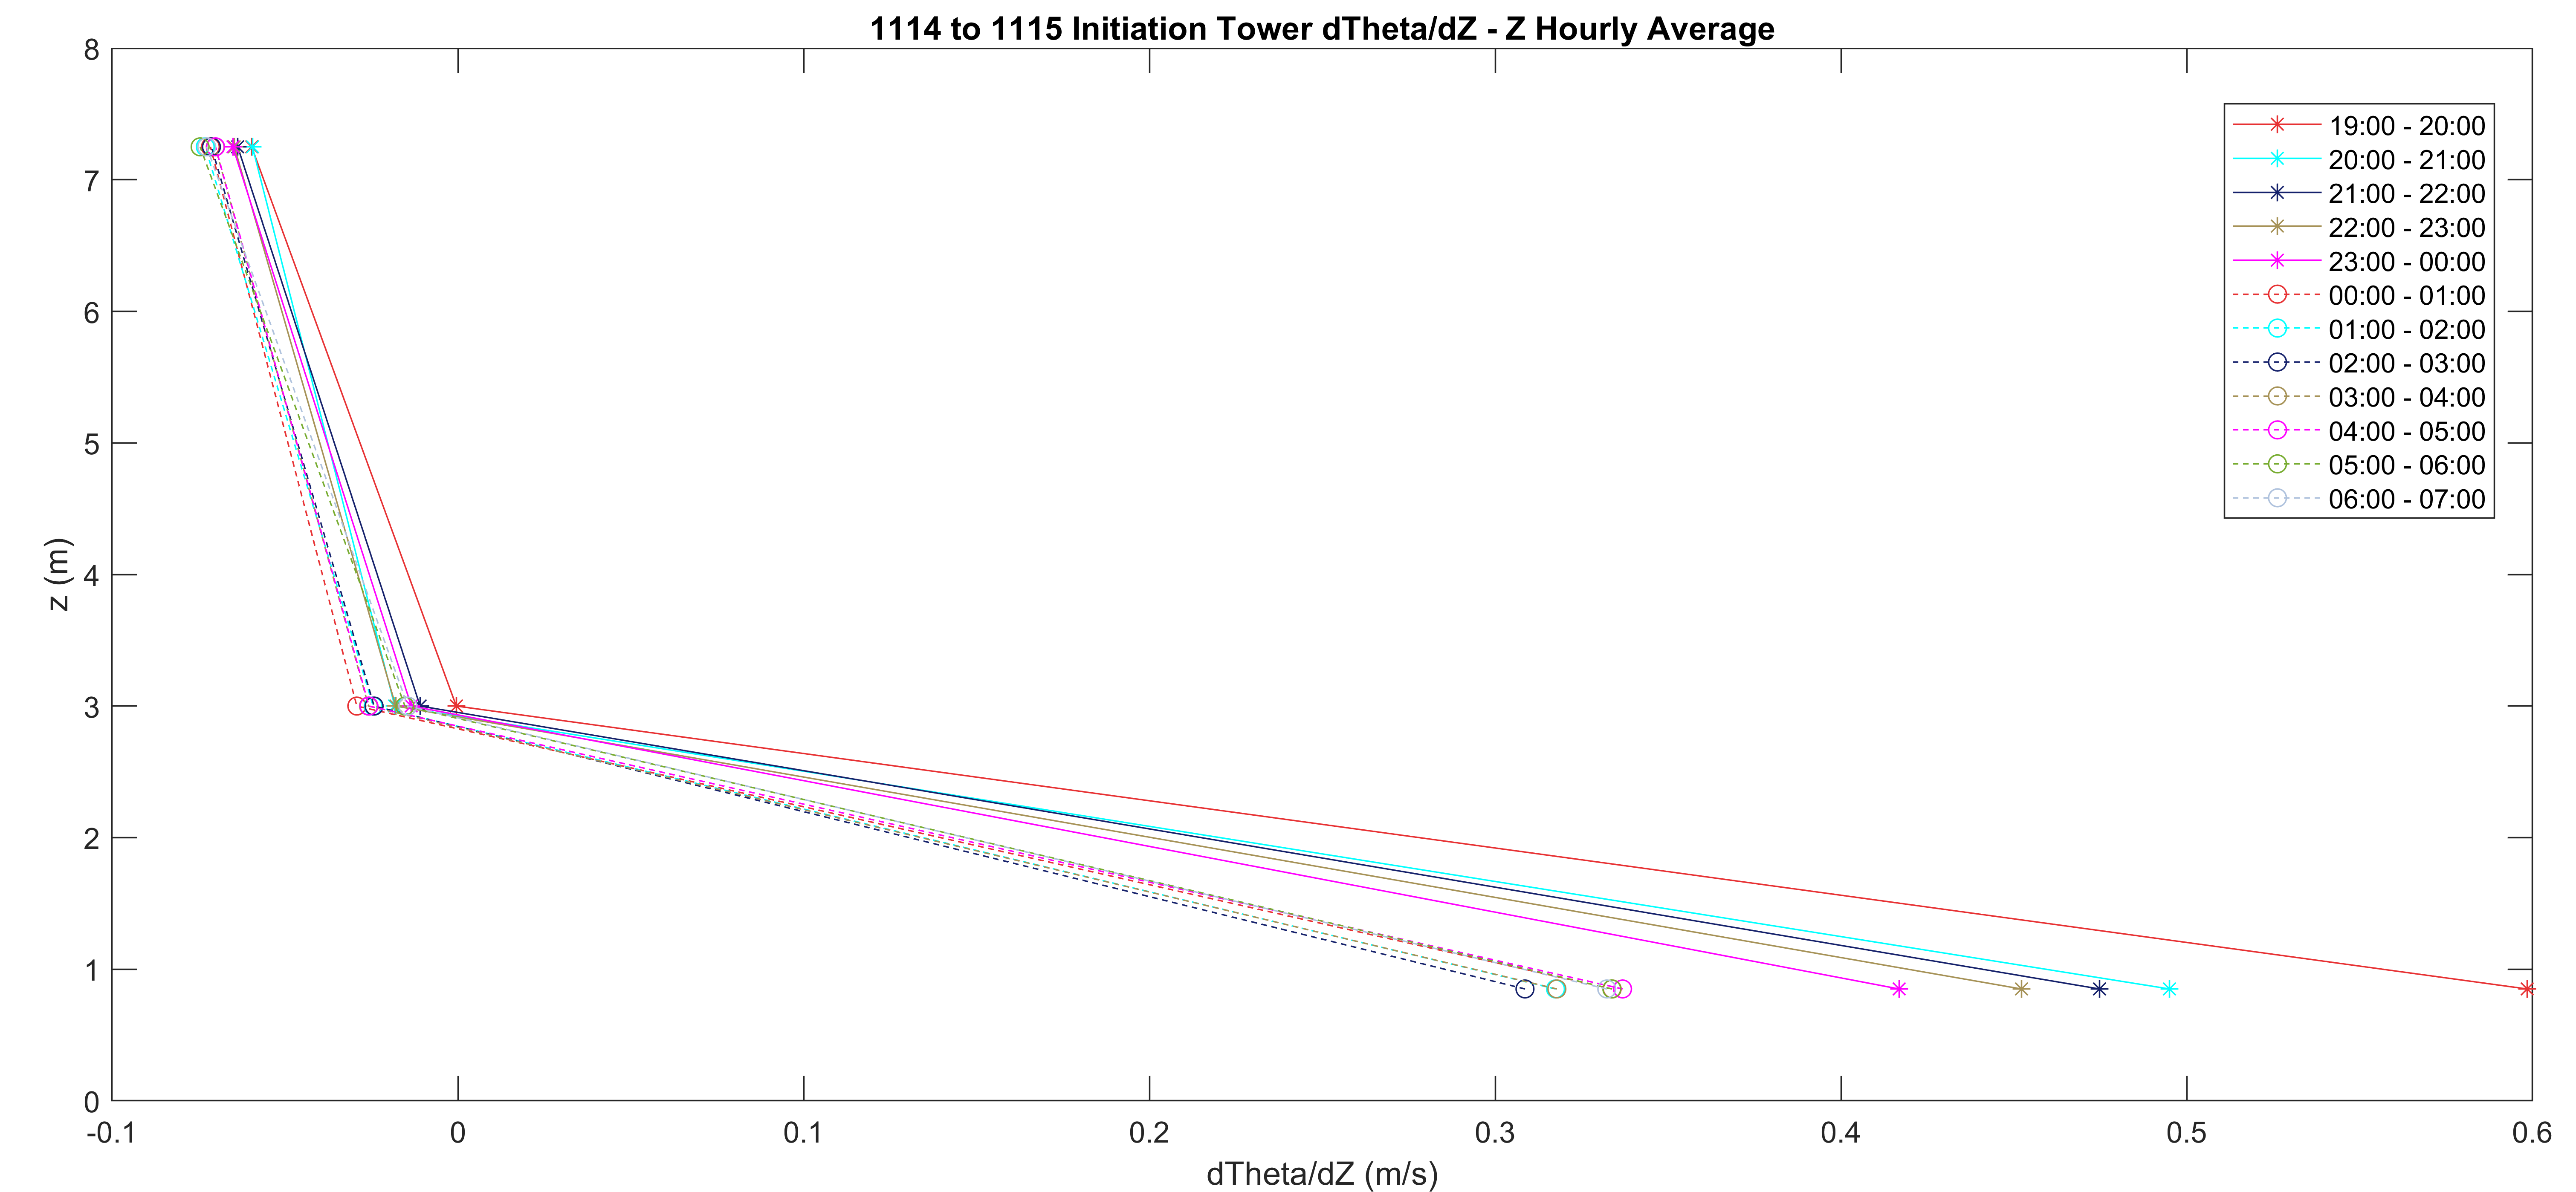 1114 to 1115 Initiation Tower dTheta/dZ - Z Hourly Average
8
7
6
5
4
3
2
1
0
z (m)
-0.1
0
0.1
0.2
0.3
0.4
0.5
0.6
dTheta/dZ (m/s)
19:00 - 20:00
20:00 - 21:00
21:00 - 22:00
22:00 - 23:00
23:00 - 00:00
00:00 - 01:00
01:00 - 02:00
02:00 - 03:00
03:00 - 04:00
04:00 - 05:00
05:00 - 06:00
06:00 - 07:00